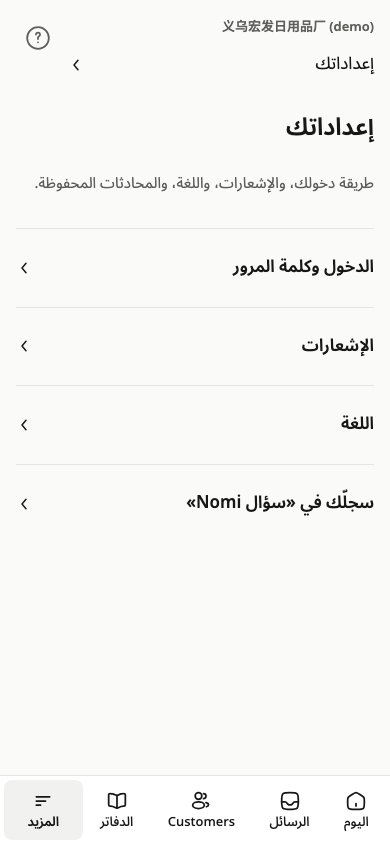 义乌宏发日用品厂 (demo)
إعداداتك
إعداداتك
طريقة دخولك، والإشعارات، واللغة، والمحادثات المحفوظة.
الدخول وكلمة المرور
الإشعارات
اللغة
سجلّك في «سؤال Nomi»
اليوم
الرسائل
Customers
الدفاتر
المزيد